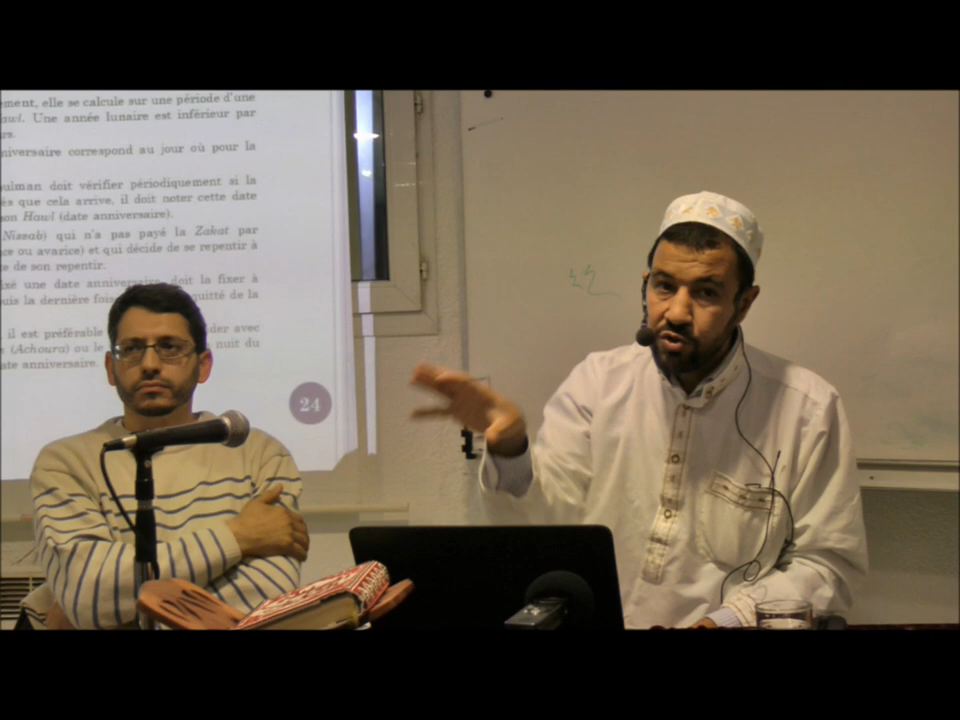 ement, elle se calcule sur une période d'une
awl. Une année lunaire est inférieur par
rs.
niversaire correspond au jour où pour la
sulman doit vérifier périodiquement si la
ès que cela arrive, il doit noter cette date
son Hawl (date anniversaire).
Nissab) qui n'a pas payé la Zakat par
ce ou avarice) et qui décide de se repentir à
te de son repentir.
ixé une date anniversaire doit la fixer à
uis la dernière fois quitté de la
, il est préférable der avec
s (Achoura) ou le nuit du
ate anniversaire.
24